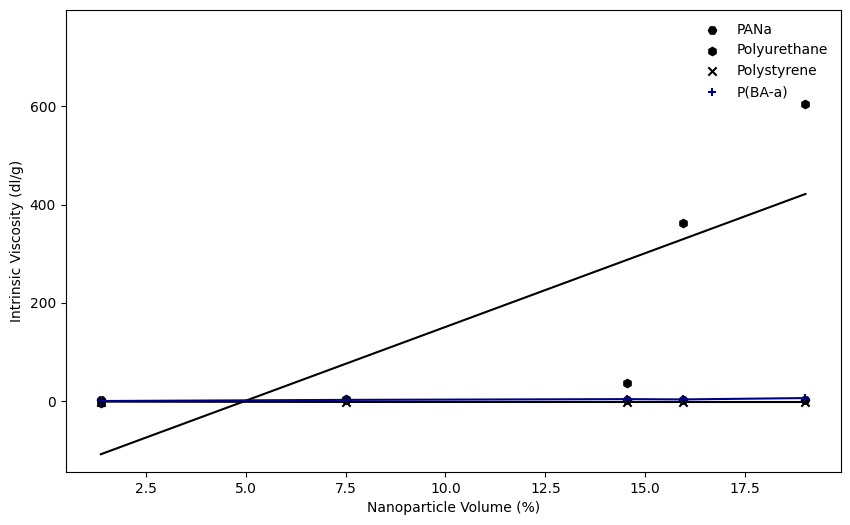 PANa
Polyurethane
Polystyrene
P(BA-a)
600
400
200
0
Intrinsic Viscosity (dl/g)
2.5 5.0 7.5 10.0 12.5 15.0 17.5
Nanoparticle Volume (%)